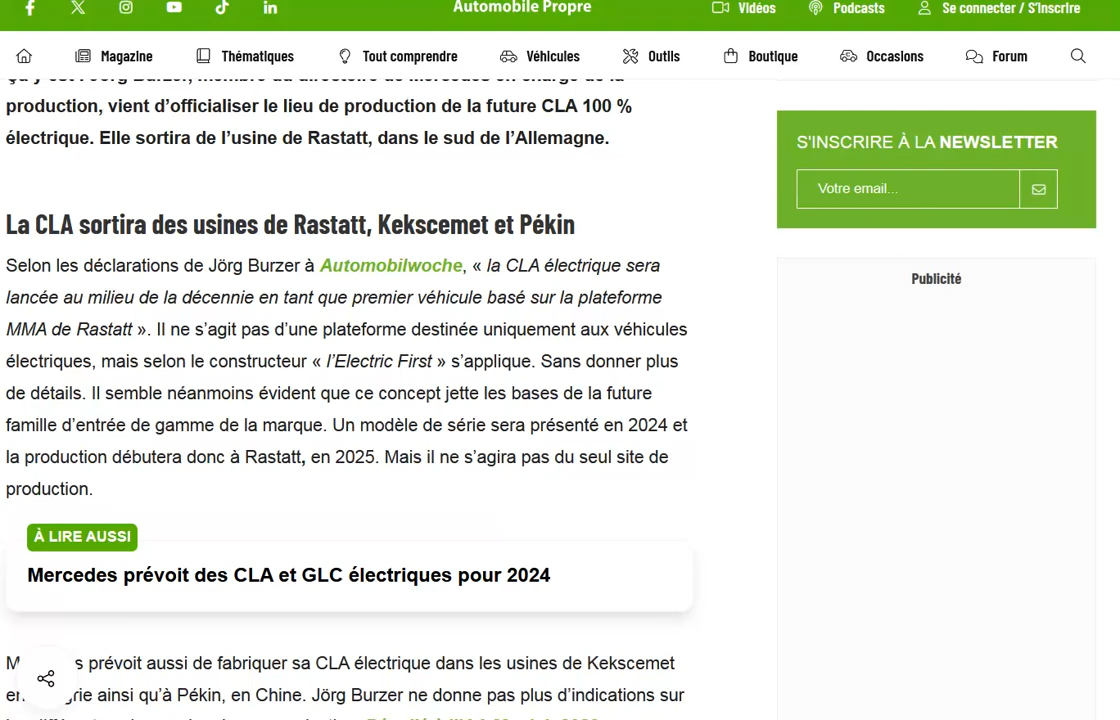 Automobile Propre
Vidéos
Podcasts
Se connecter / S'inscrire
Magazine
Thématiques
Tout comprendre
Véhicules
Outils
Boutique
Occasions
Forum
production, vient d’officialiser le lieu de production de la future CLA 100 %
électrique. Elle sortira de l’usine de Rastatt, dans le sud de l’Allemagne.
La CLA sortira des usines de Rastatt, Kekscemet et Pékin
Selon les déclarations de Jörg Burzer à Automobilwoche, « la CLA électrique sera
lancée au milieu de la décennie en tant que premier véhicule basé sur la plateforme
MMA de Rastatt ». Il ne s’agit pas d’une plateforme destinée uniquement aux véhicules
électriques, mais selon le constructeur « l’Electric First » s’applique. Sans donner plus
de détails. Il semble néanmoins évident que ce concept jette les bases de la future
famille d’entrée de gamme de la marque. Un modèle de série sera présenté en 2024 et
la production débutera donc à Rastatt, en 2025. Mais il ne s’agira pas du seul site de
production.
À LIRE AUSSI
Mercedes prévoit des CLA et GLC électriques pour 2024
prévoit aussi de fabriquer sa CLA électrique dans les usines de Kekscemet
ainsi qu’à Pékin, en Chine. Jörg Burzer ne donne pas plus d’indications sur
S'INSCRIRE À LA NEWSLETTER
Votre email...
Publicité